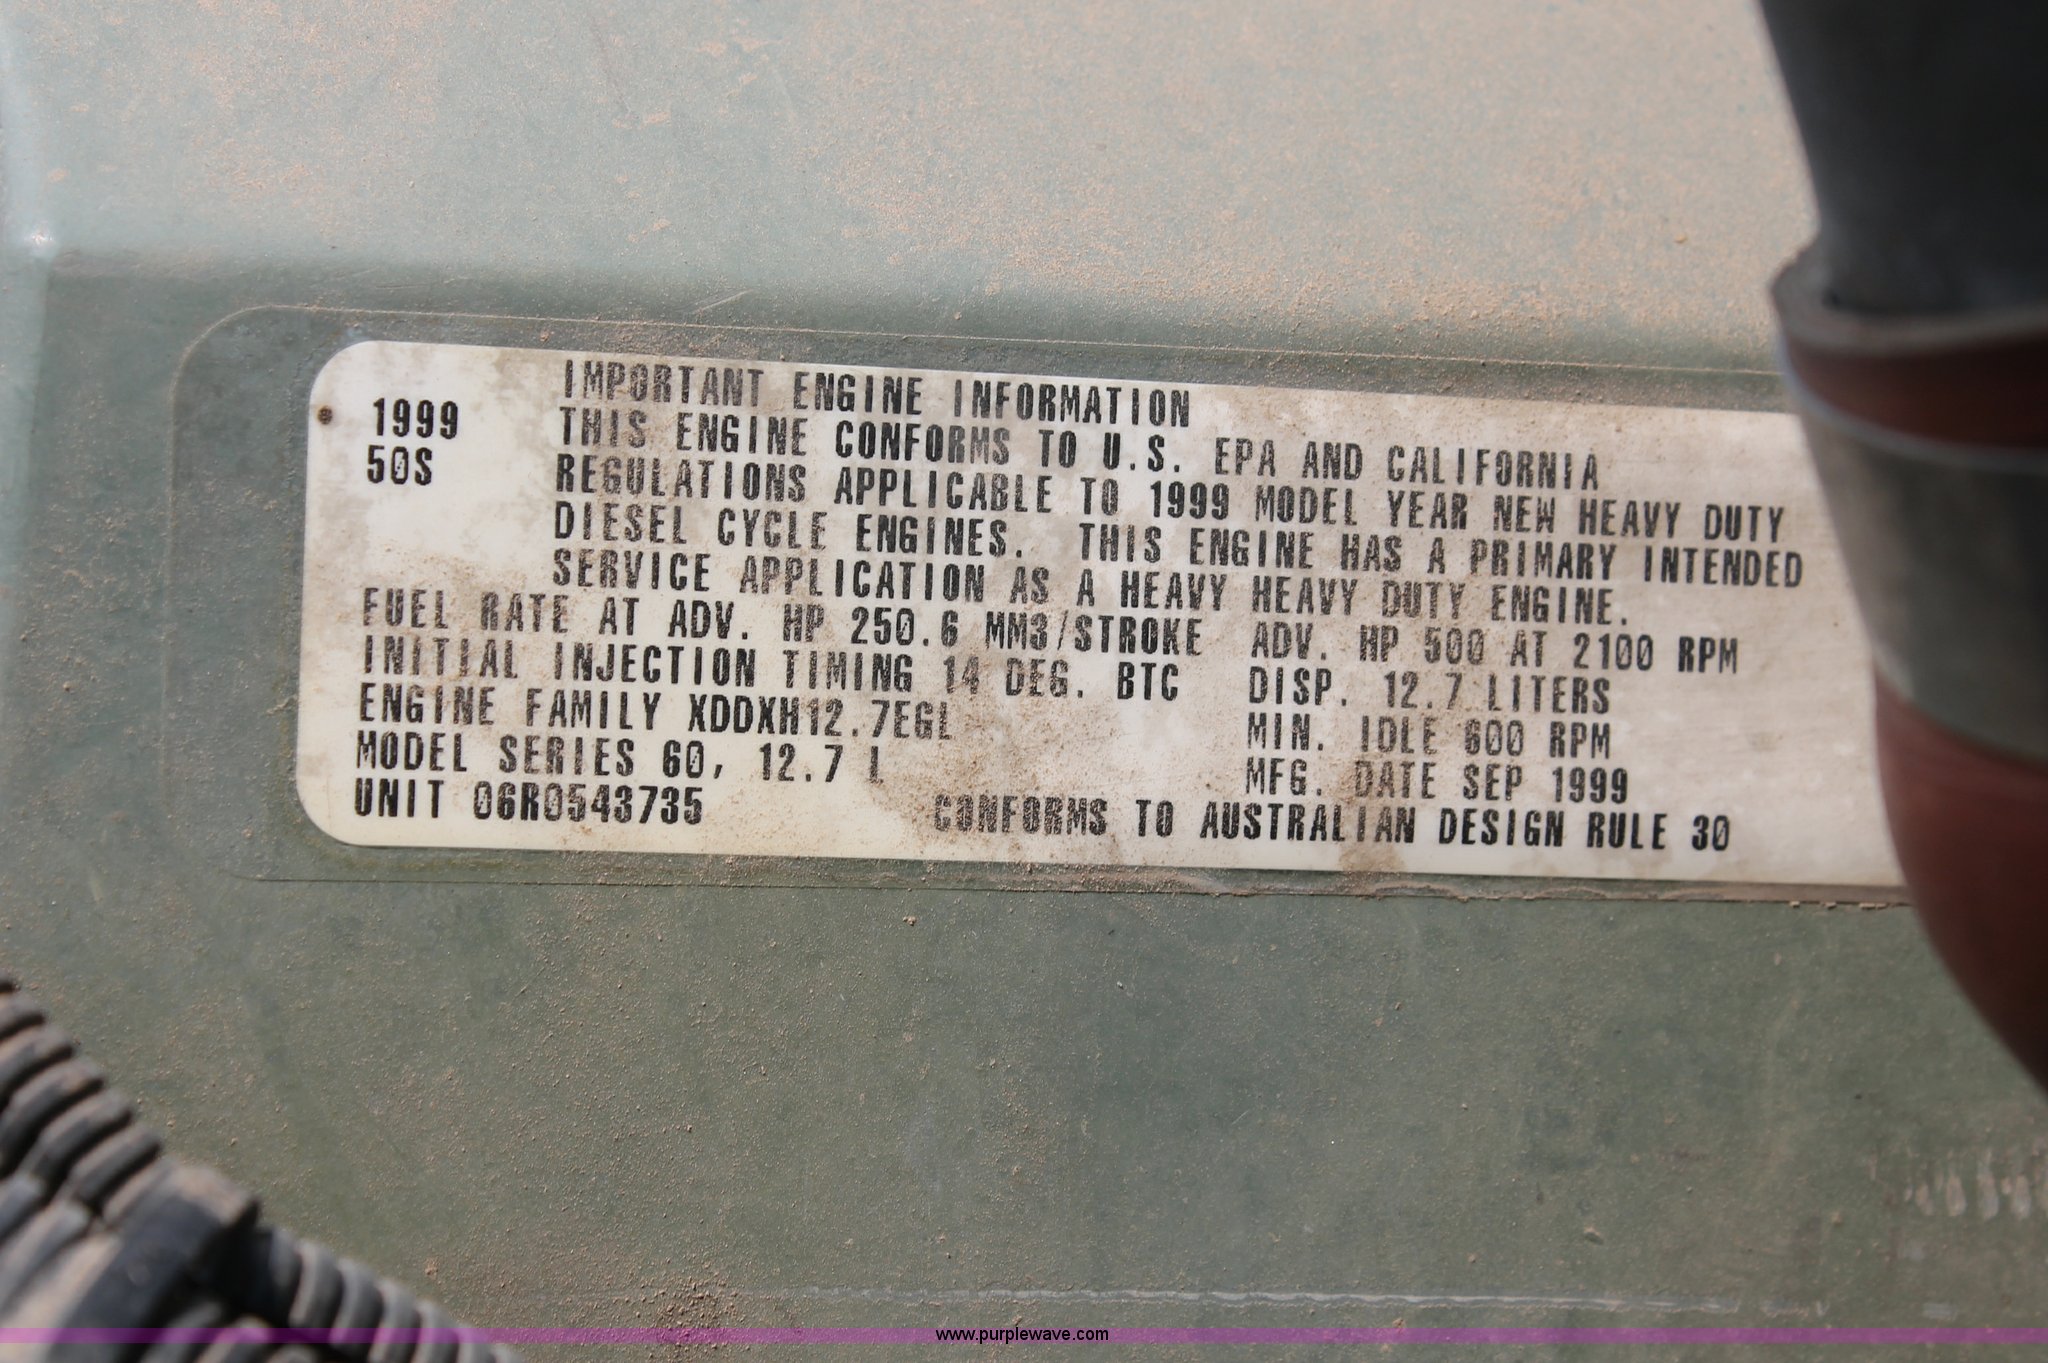 IMPORTANT ENGINE INFORMATION
1999 THIS ENGINE CONFORMS TO U.S. EPA AND CALIFORNIA
50S REGULATIONS APPLICABLE TO 1999 MODEL YEAR NEW HEAVY DUTY
DIESEL CYCLE ENGINES. THIS ENGINE HAS A PRIMARY INTENDED
SERVICE APPLICATION AS A HEAVY HEAVY DUTY ENGINE.
FUEL RATE AT ADV. HP 250.6 MM3/STROKE ADV. HP 500 AT 2100 RPM
INITIAL INJECTION TIMING 14 DEG. BTC DISP. 12.7 LITERS
ENGINE FAMILY XDDXH12.7EGL MIN. IDLE 600 RPM
MODEL SERIES 60, 12.7 L MFG. DATE SEP 1999
UNIT 06R0543735 CONFORMS TO AUSTRALIAN DESIGN RULE 30
www.purplewave.com